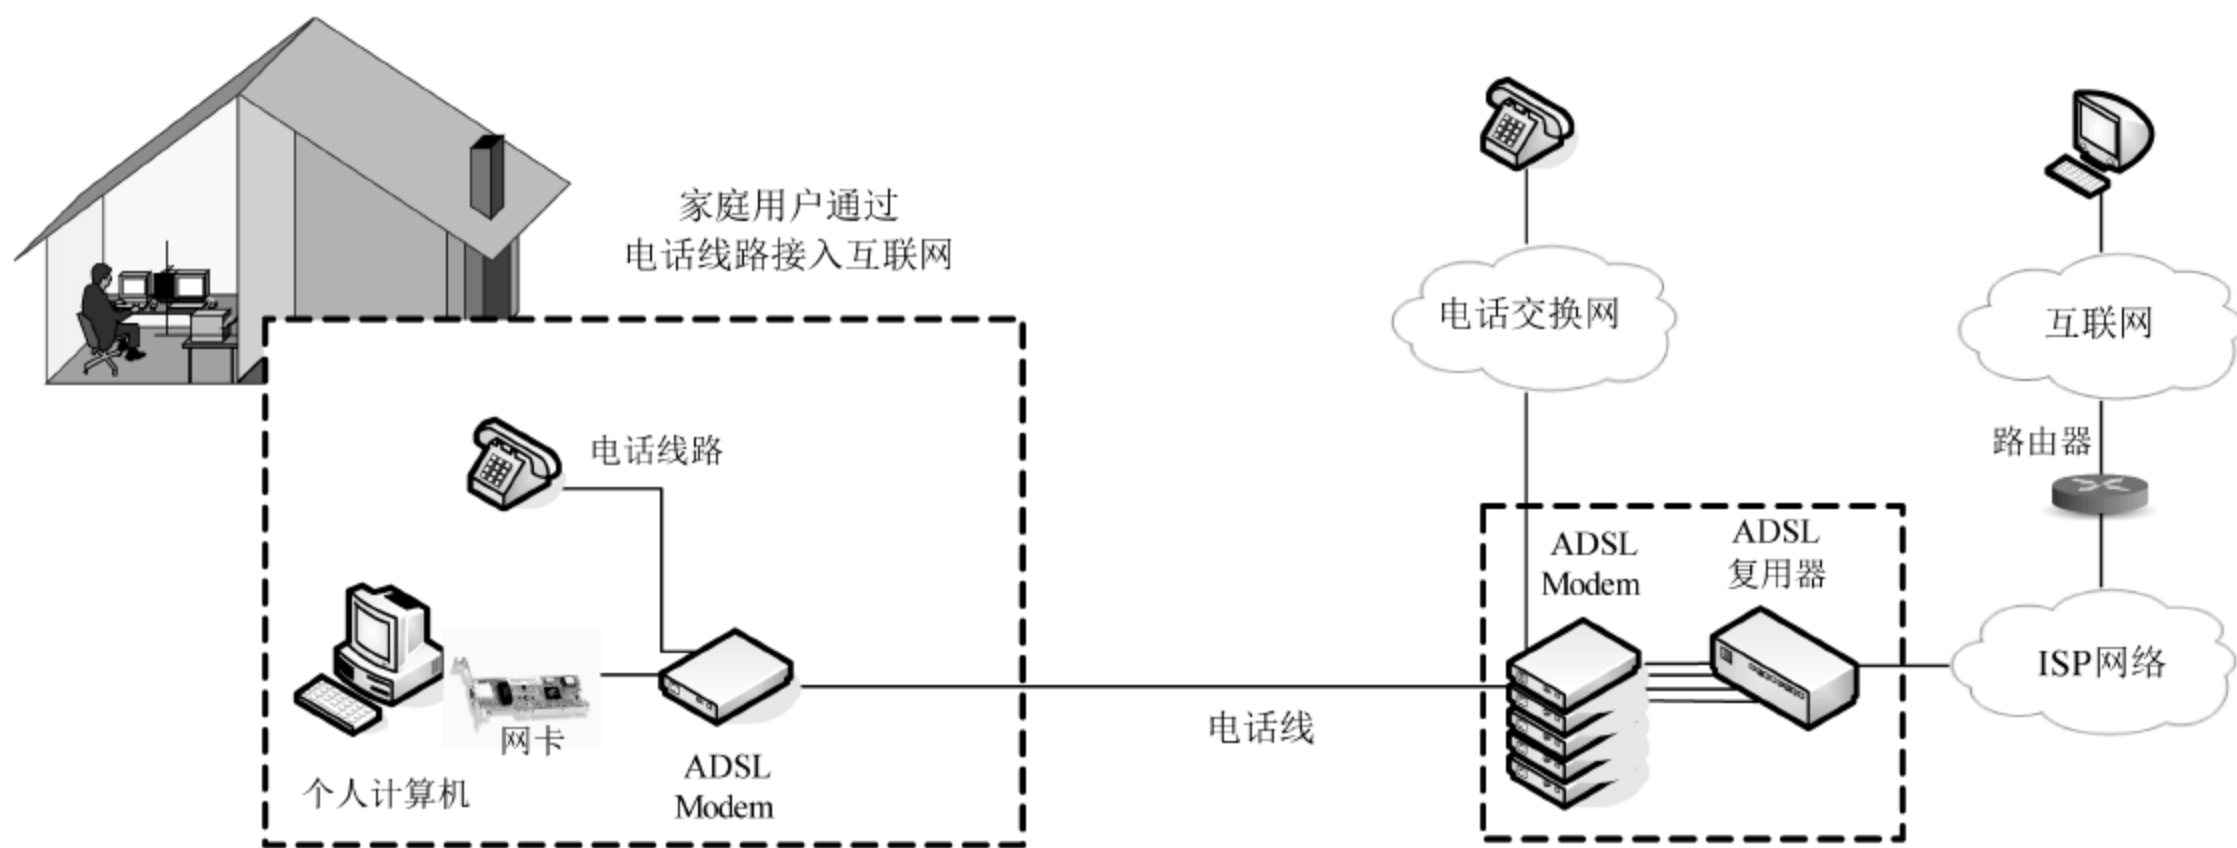 家庭用户通过
电话线路接入互联网
电话交换网
互联网
电话线路
路由器
ADSL
Modem
ADSL
复用器
ISP网络
网卡
电话线
个人计算机
ADSL
Modem